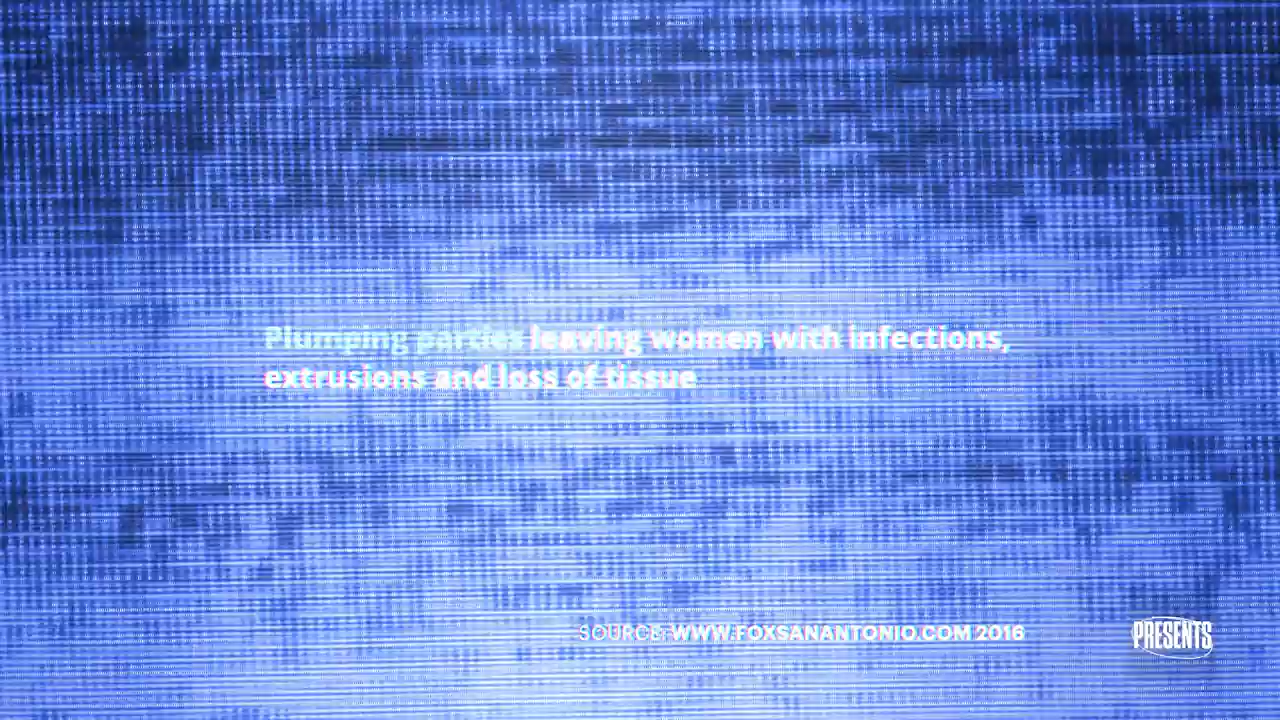 Plumping parties leaving women with infections,
extrusions and loss of tissue.
SOURCE: WWW.FOXSANANTONIO.COM 2016
PRESENTS